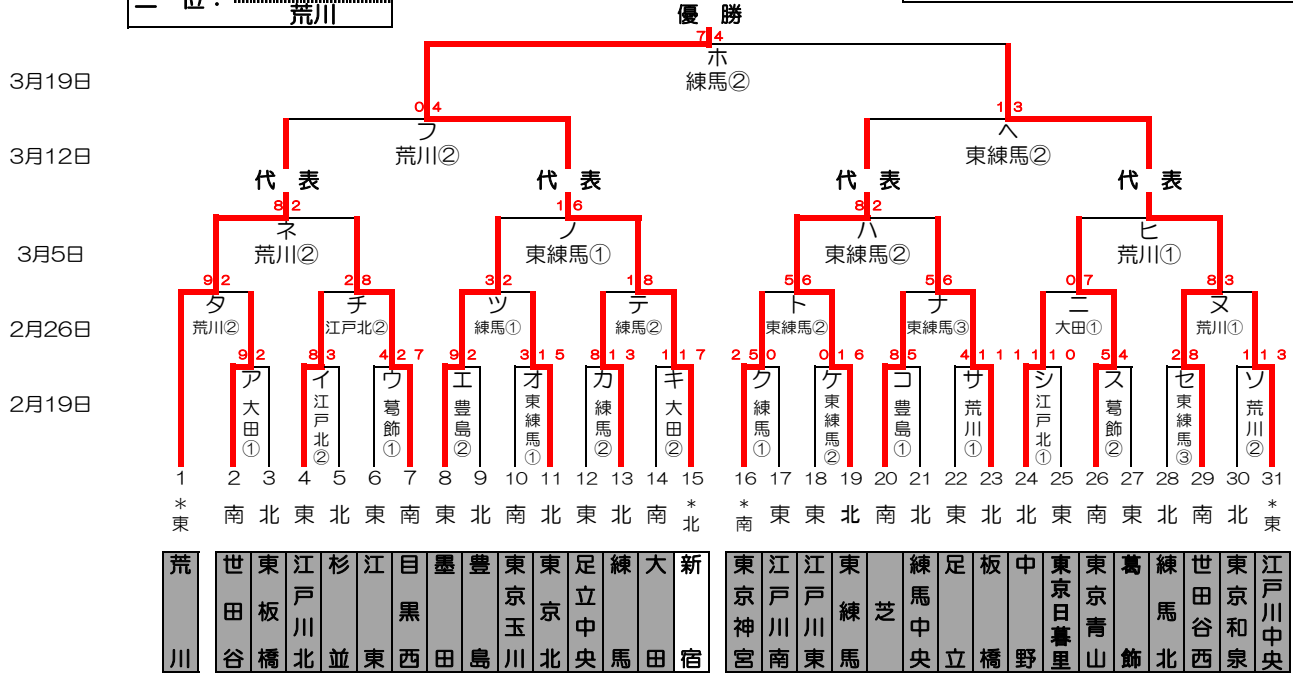 二 位：
荒川
優 勝
7 4
ホ
練馬②
3月19日
0 4
フ
荒川②
1 3
ヘ
東練馬②
3月12日
代 表
代 表
代 表
代 表
8 2
ネ
荒川②
1 6
ノ
東練馬①
8 2
ハ
東練馬②
ヒ
荒川①
3月5日
9 2
タ
荒川②
2 8
チ
江戸北②
3 2
ツ
練馬①
1 8
テ
練馬②
5 6
ト
東練馬②
5 6
ナ
東練馬③
0 7
ニ
大田①
8 3
ヌ
荒川①
2月26日
9 2
ア
大田①
8 3
イ
江戸北②
4 2 7
ウ
葛飾①
9 2
エ
豊島②
3 1 5
オ
東練馬①
8 1 3
カ
練馬②
1 1 7
キ
大田②
2 5 0
ク
練馬①
0 1 6
ケ
東練馬②
8 5
コ
豊島①
4 1 1
サ
荒川①
1 1 1 0
シ
江戸北①
5 4
ス
葛飾②
2 8
セ
東練馬③
1 1 3
ソ
荒川②
2月19日
1 2 3 4 5 6 7 8 9 10 11 12 13 14 15 16 17 18 19 20 21 22 23 24 25 26 27 28 29 30 31
*東 南 北 東 北 東 南 東 北 南 北 東 北 南 *北 *南 東 東 北 南 北 東 北 北 東 南 東 北 南 北 *東
荒川
世田谷
東板橋
江戸川北
杉並
江東
目黒西
墨田
豊島
東京玉川
東京北
足立中央
練馬
大田
新宿
東京神宮
江戸川南
江戸川東
東練馬
芝
練馬中央
足立
板橋
中野
東京日暮里
東京青山
葛飾
練馬北
世田谷西
東京和泉
江戸川中央